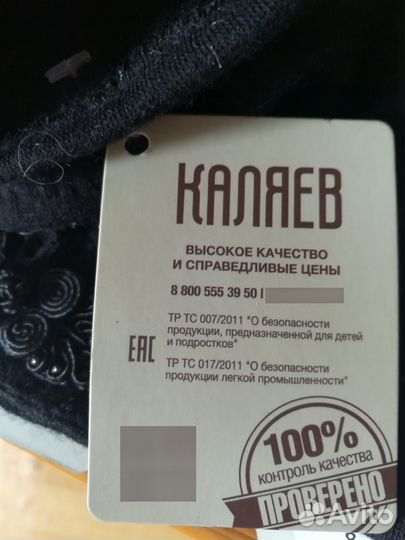 КАЛЯЕВ
ВЫСОКОЕ КАЧЕСТВО
И СПРАВЕДЛИВЫЕ ЦЕНЫ
8 800 555 39 50 |
ТР ТС 007/2011 "О безопасности
продукции, предназначенной для детей
и подростков"
EAC
ТР ТС 017/2011 "О безопасности
продукции легкой промышленности"
100%
контроль качества
ПРОВЕРЕНО
Avito